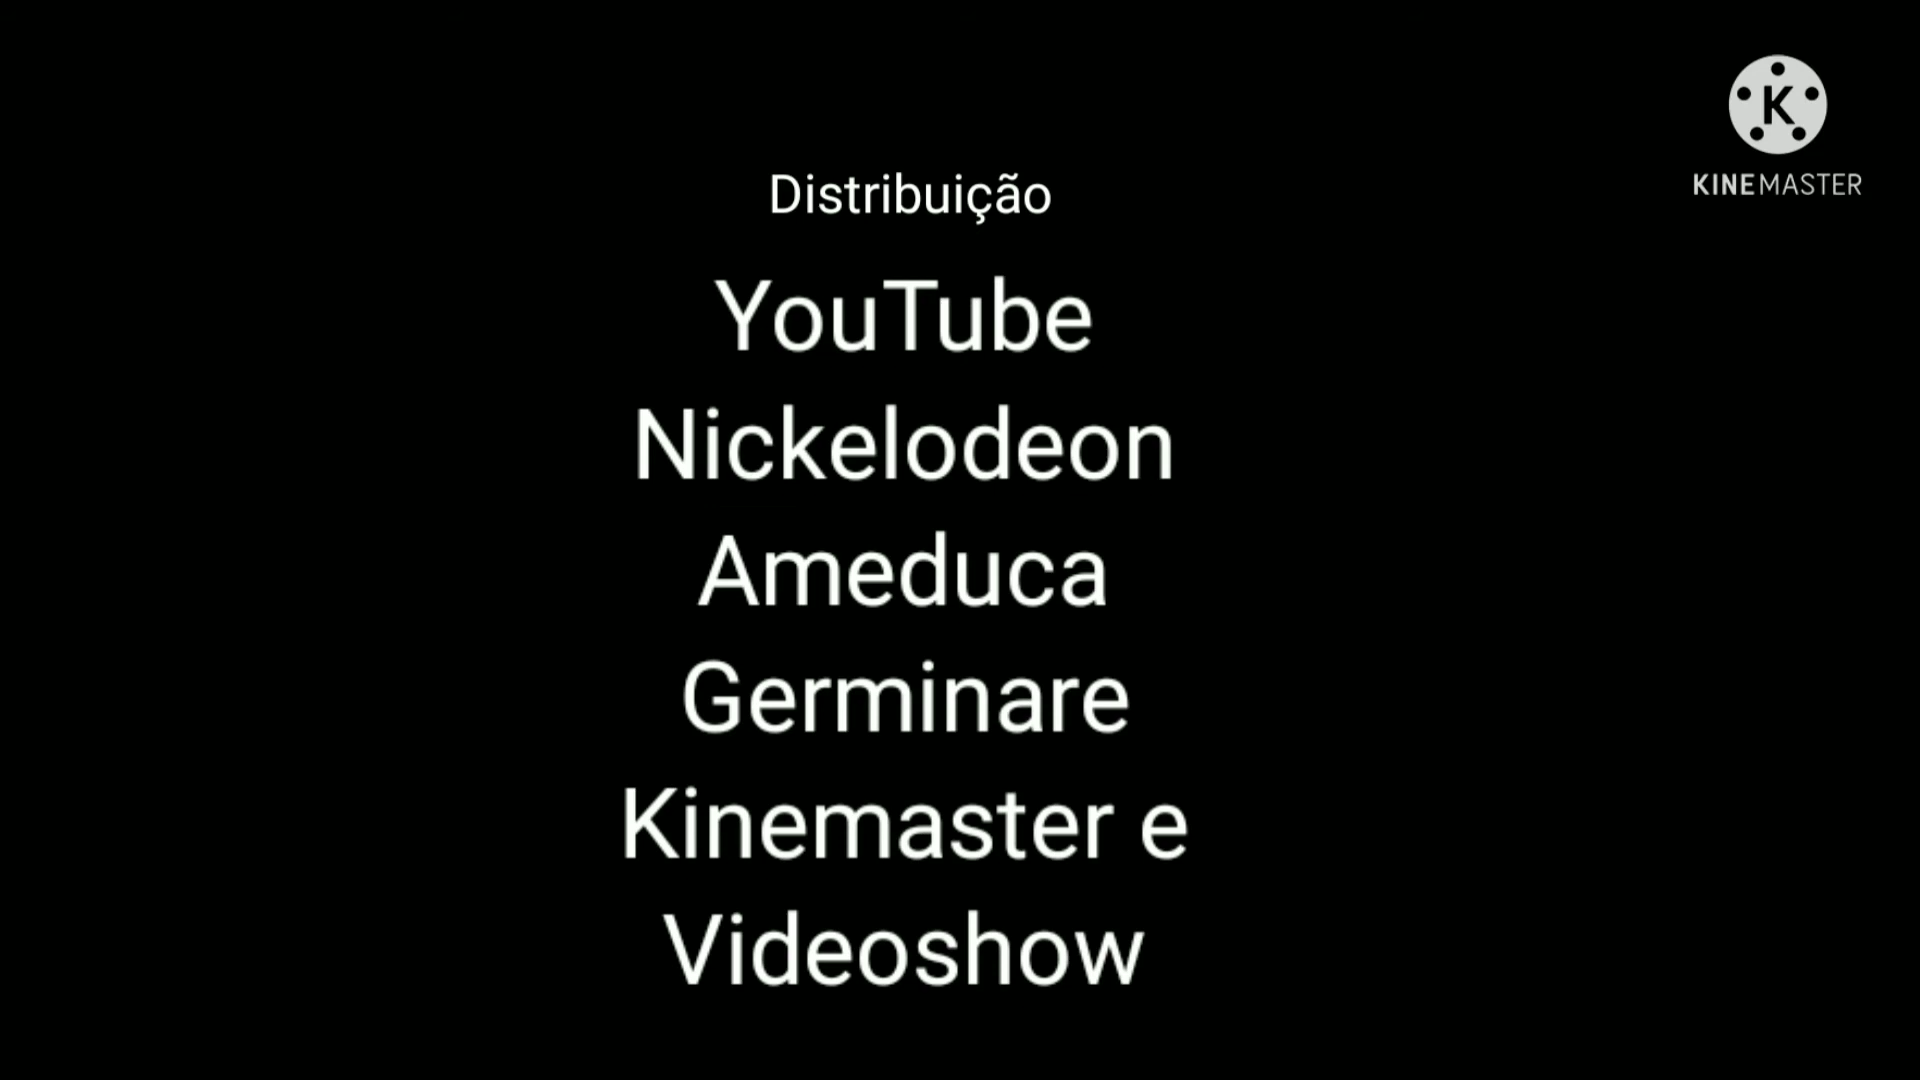 K
KINEMASTER
Distribuição
YouTube
Nickelodeon
Ameduca
Germinare
Kinemaster e
Videoshow